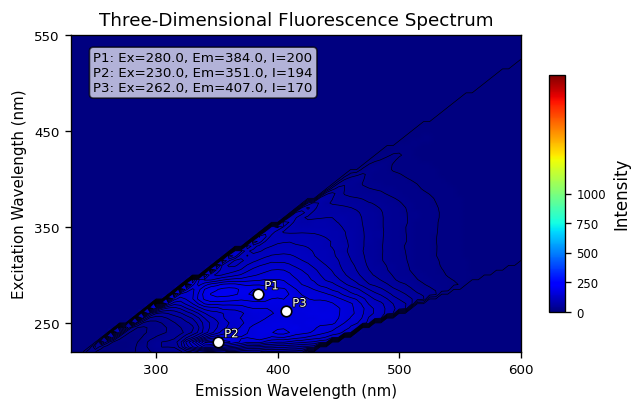 Three-Dimensional Fluorescence Spectrum
P1: Ex=280.0, Em=384.0, I=200
P2: Ex=230.0, Em=351.0, I=194
P3: Ex=262.0, Em=407.0, I=170
550
450
350
250
Excitation Wavelength (nm)
P1
P3
P2
300
400
500
600
Emission Wavelength (nm)
1000
750
500
250
0
Intensity